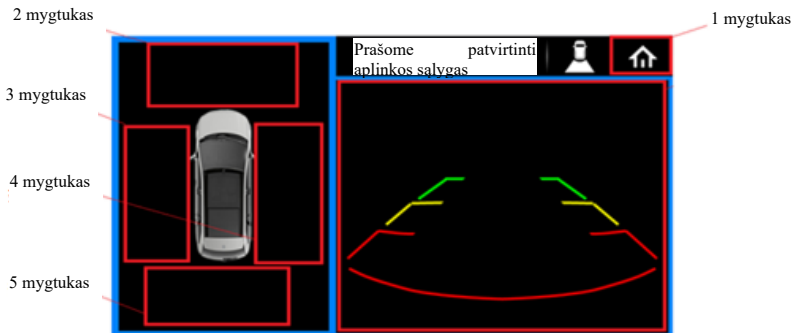 2 mygtukas
1 mygtukas
Prašome patvirtinti
aplinkos sąlygas
3 mygtukas
4 mygtukas
5 mygtukas